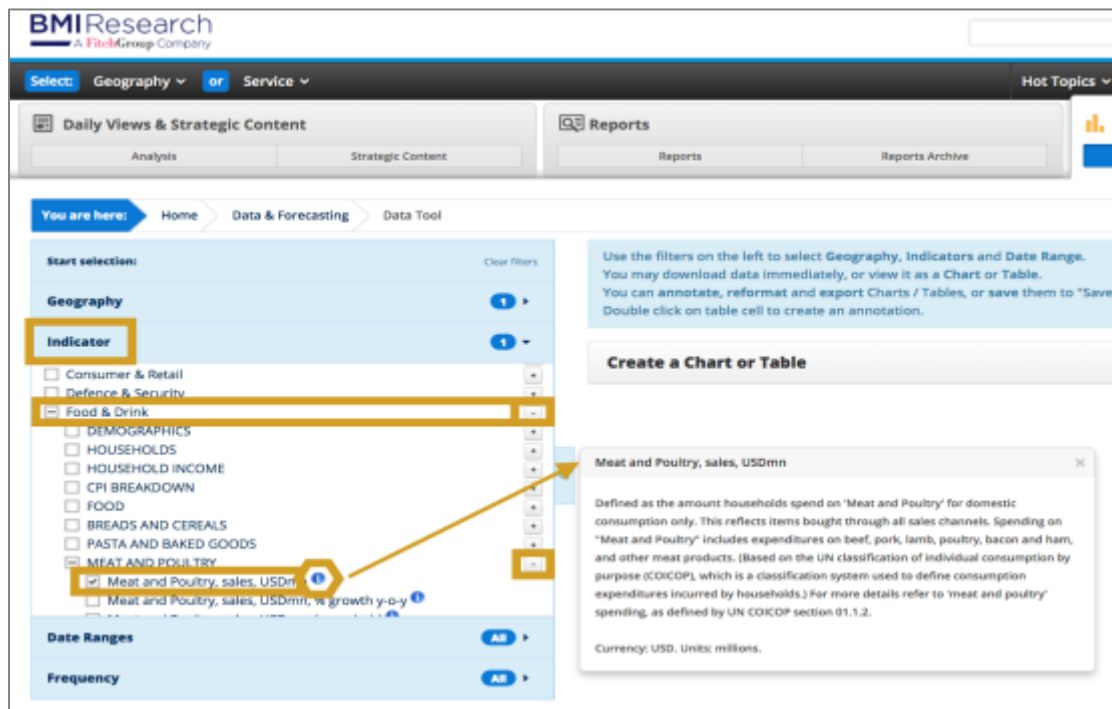 BMIResearch
A FitchGroup Company
Select: Geography or Service
Hot Topics
Daily Views & Strategic Content
Analysis
Strategic Content
Reports
Reports
Reports Archive
You are here: Home Data & Forecasting Data Tool
Start selection:
Clear filters
Geography 1
Indicator 1
Consumer & Retail +
Defence & Security +
Food & Drink -
DEMOGRAPHICS +
HOUSEHOLDS +
HOUSEHOLD INCOME +
CPI BREAKDOWN +
FOOD +
BREADS AND CEREALS +
PASTA AND BAKED GOODS +
MEAT AND POULTRY -
Meat and Poultry, sales, USDmn
Meat and Poultry, sales, USDmn, % growth y-o-y
Date Ranges All
Frequency All
Use the filters on the left to select Geography, Indicators and Date Range.
You may download data immediately, or view it as a Chart or Table.
You can annotate, reformat and export Charts / Tables, or save them to "Save
Double click on table cell to create an annotation.
Create a Chart or Table
Meat and Poultry, sales, USDmn
Defined as the amount households spend on 'Meat and Poultry' for domestic
consumption only. This reflects items bought through all sales channels. Spending on
"Meat and Poultry" includes expenditures on beef, pork, lamb, poultry, bacon and ham,
and other meat products. (Based on the UN classification of individual consumption by
purpose (COICOP), which is a classification system used to define consumption
expenditures incurred by households.) For more details refer to 'meat and poultry'
spending, as defined by UN COICOP section 01.1.2.
Currency: USD. Units: millions.